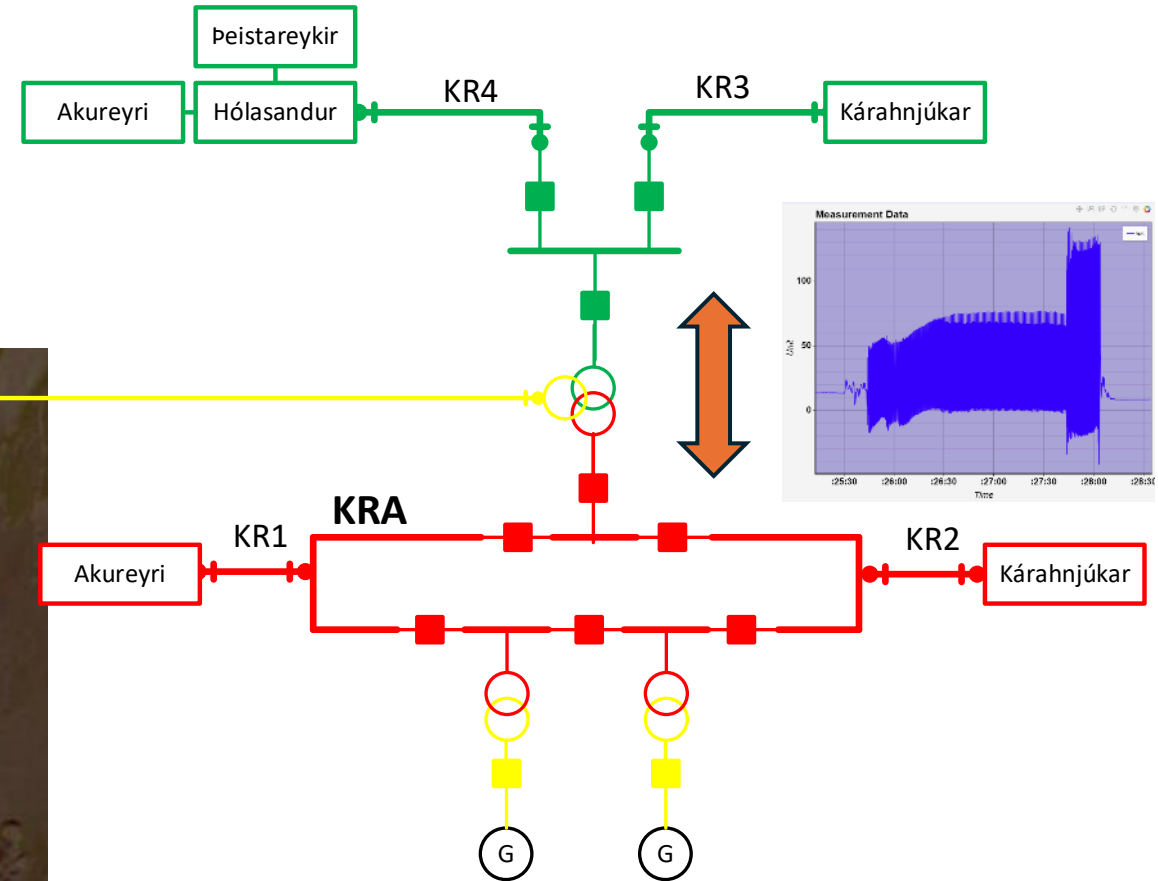 Þeistareykir
Akureyri
Hólasandur
KR4
KR3
Kárahnjúkar
Measurement Data
100
50
0
Unit
:25:30
:26:00
:26:30
:27:00
:27:30
:28:00
:28:30
Time
KRA
KR1
Akureyri
KR2
Kárahnjúkar
G
G